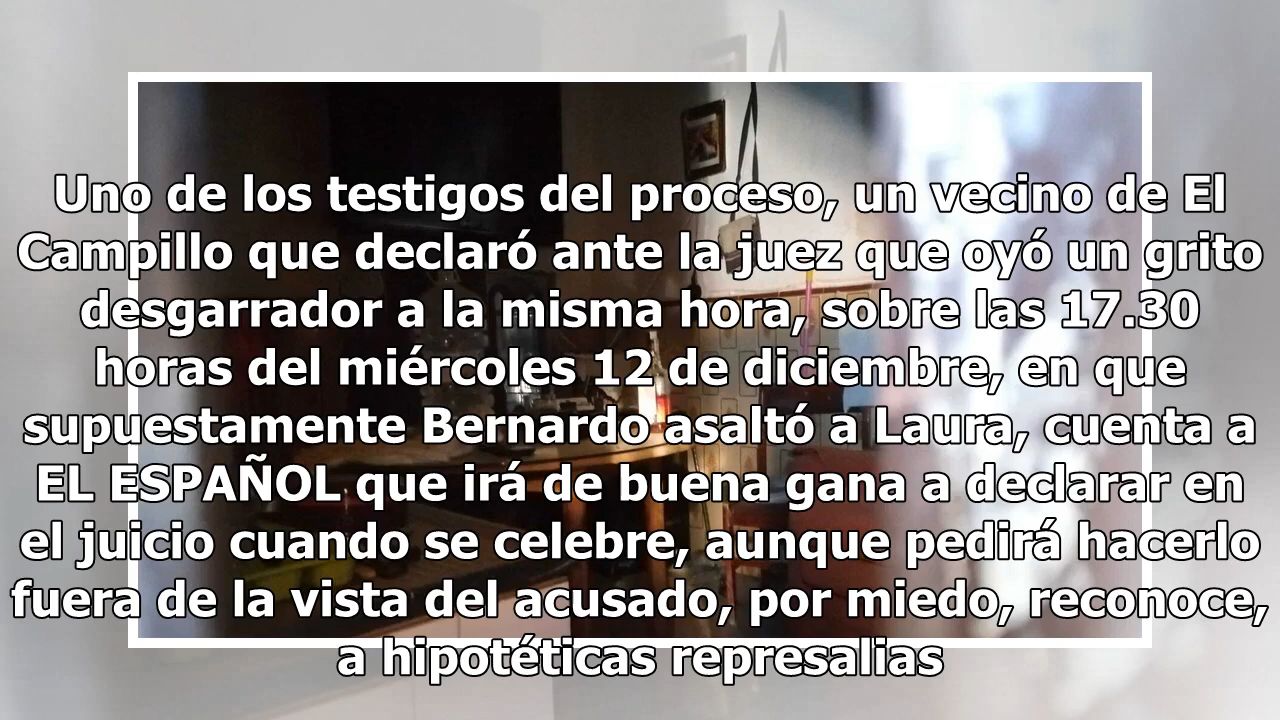 Uno de los testigos del proceso, un vecino de El
Campillo que declaró ante la juez que oyó un grito
desgarrador a la misma hora, sobre las 17.30
horas del miércoles 12 de diciembre, en que
supuestamente Bernardo asaltó a Laura, cuenta a
EL ESPAÑOL que irá de buena gana a declarar en
el juicio cuando se celebre, aunque pedirá hacerlo
fuera de la vista del acusado, por miedo, reconoce,
a hipotéticas represalias